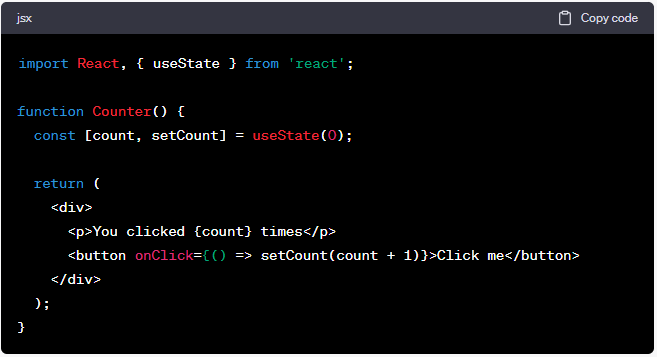 jsx Copy code
import React, { useState } from 'react';
function Counter() {
const [count, setCount] = useState(0);
return (
<div>
<p>You clicked {count} times</p>
<button onClick={() => setCount(count + 1)}>Click me</button>
</div>
);
}